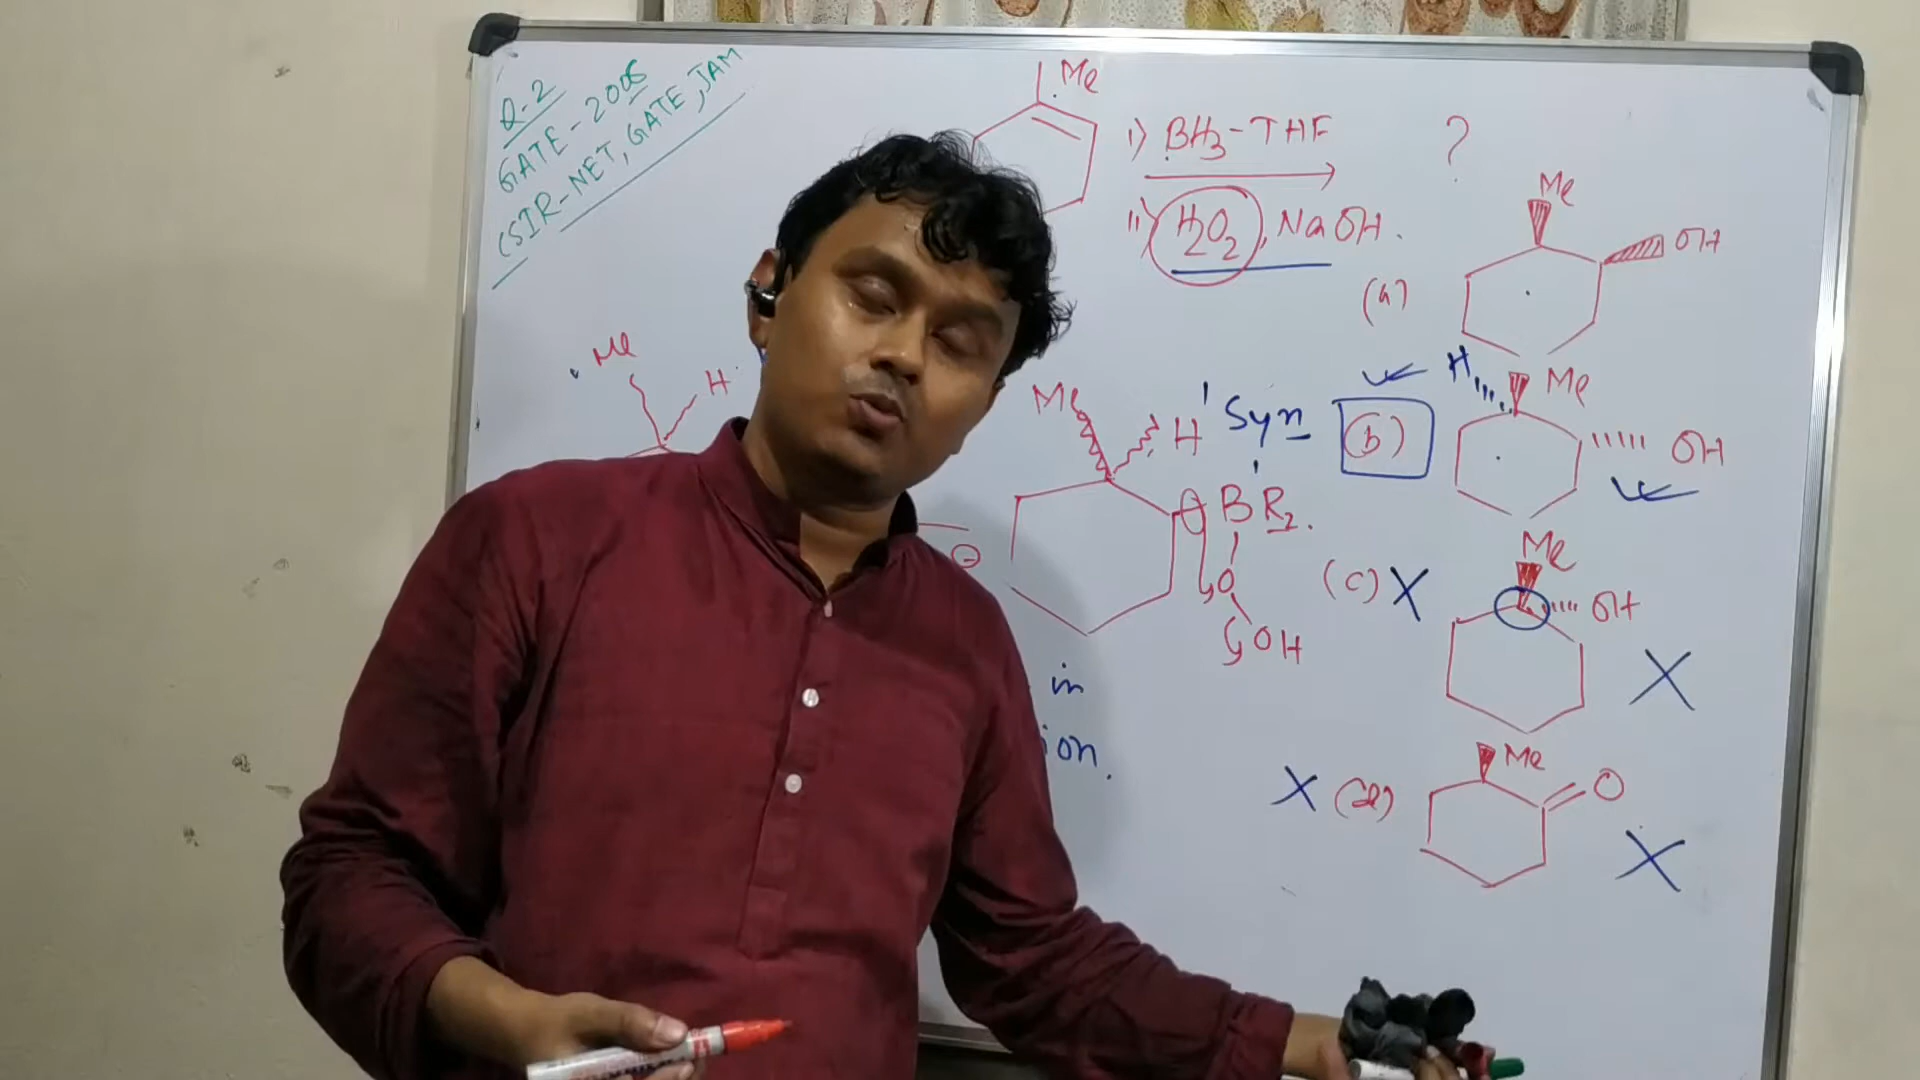 Q-2
GATE-2005
CSIR-NET, GATE, JAM
Me
i) BH3-THF
?
ii) H2O2, NaOH.
Me
OH
(a)
Me
H
Me
H
Syn
H
Me
(b)
OH
BR2.
O
OH
Me
(c) X
OH
X
in
ion.
Me
X (d)
O
X